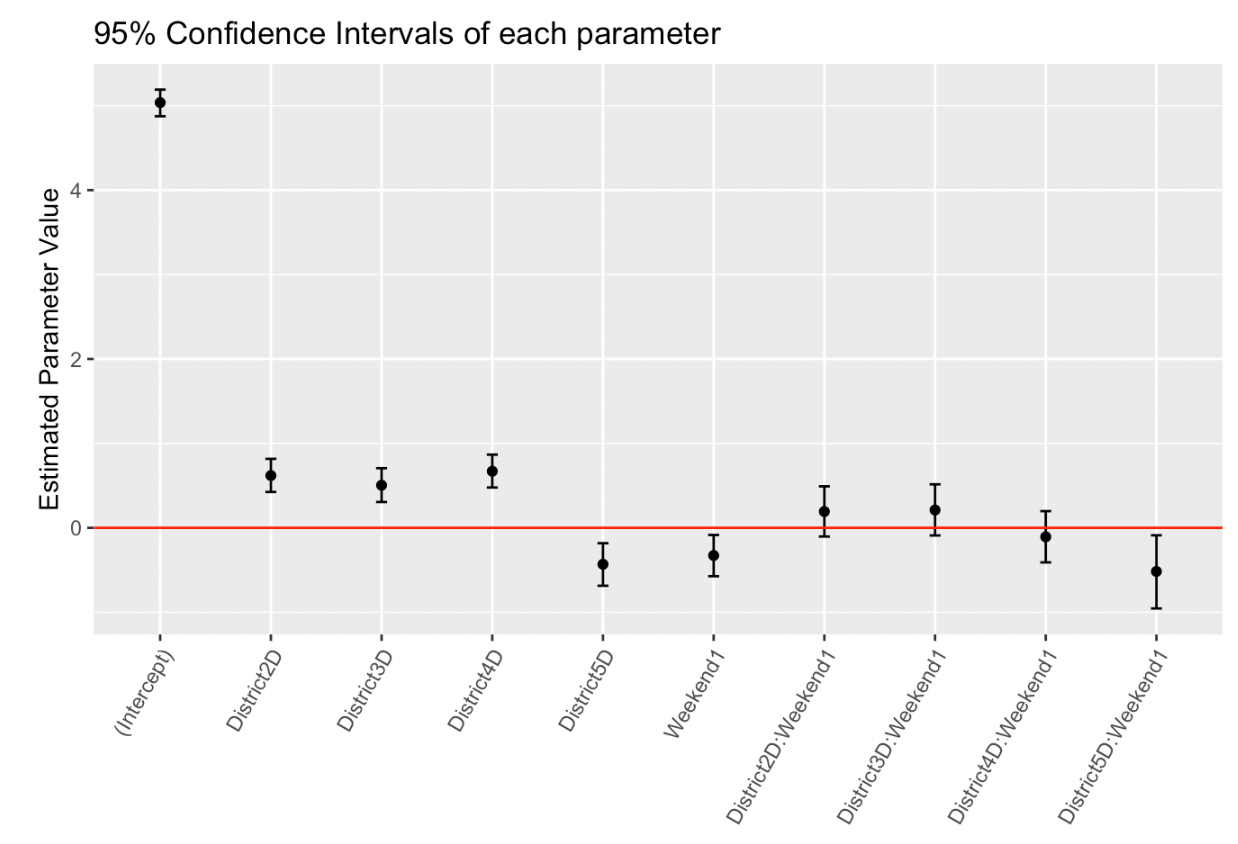 95% Confidence Intervals of each parameter
Estimated Parameter Value
4
2
0
(Intercept)
District2D
District3D
District4D
District5D
Weekend1
District2D:Weekend1
District3D:Weekend1
District4D:Weekend1
District5D:Weekend1